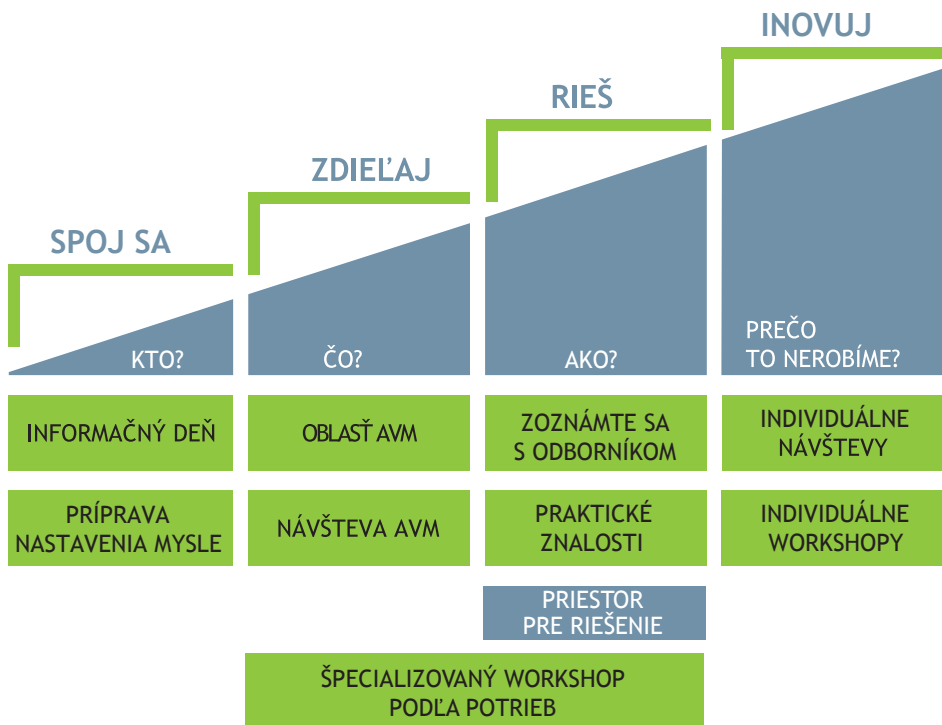 INOVUJ
RIEŠ
ZDIEĽAJ
SPOJ SA
KTO?
ČO?
AKO?
PREČO
TO NEROBÍME?
INFORMAČNÝ DEŇ
OBLASŤ AVM
ZOZNÁMTE SA
S ODBORNÍKOM
INDIVIDUÁLNE
NÁVŠTEVY
PRÍPRAVA
NASTAVENIA MYSLE
NÁVŠTEVA AVM
PRAKTICKÉ
ZNALOSTI
INDIVIDUÁLNE
WORKSHOPY
PRIESTOR
PRE RIEŠENIE
ŠPECIALIZOVANÝ WORKSHOP
PODĽA POTRIEB